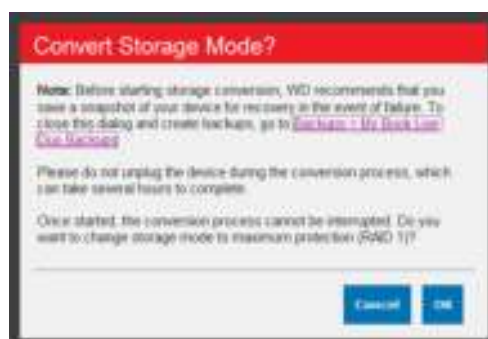 Convert Storage Mode?
Note: Before starting storage conversion, WD recommends that you
save a snapshot of your device for recovery in the event of failure. To
close this dialog and create backups, go to Backups | My Book Live
Duo Backups
Please do not unplug the device during the conversion process, which
can take several hours to complete.
Once started, the conversion process cannot be interrupted. Do you
want to change storage mode to maximum protection (RAID 1)?
Cancel OK